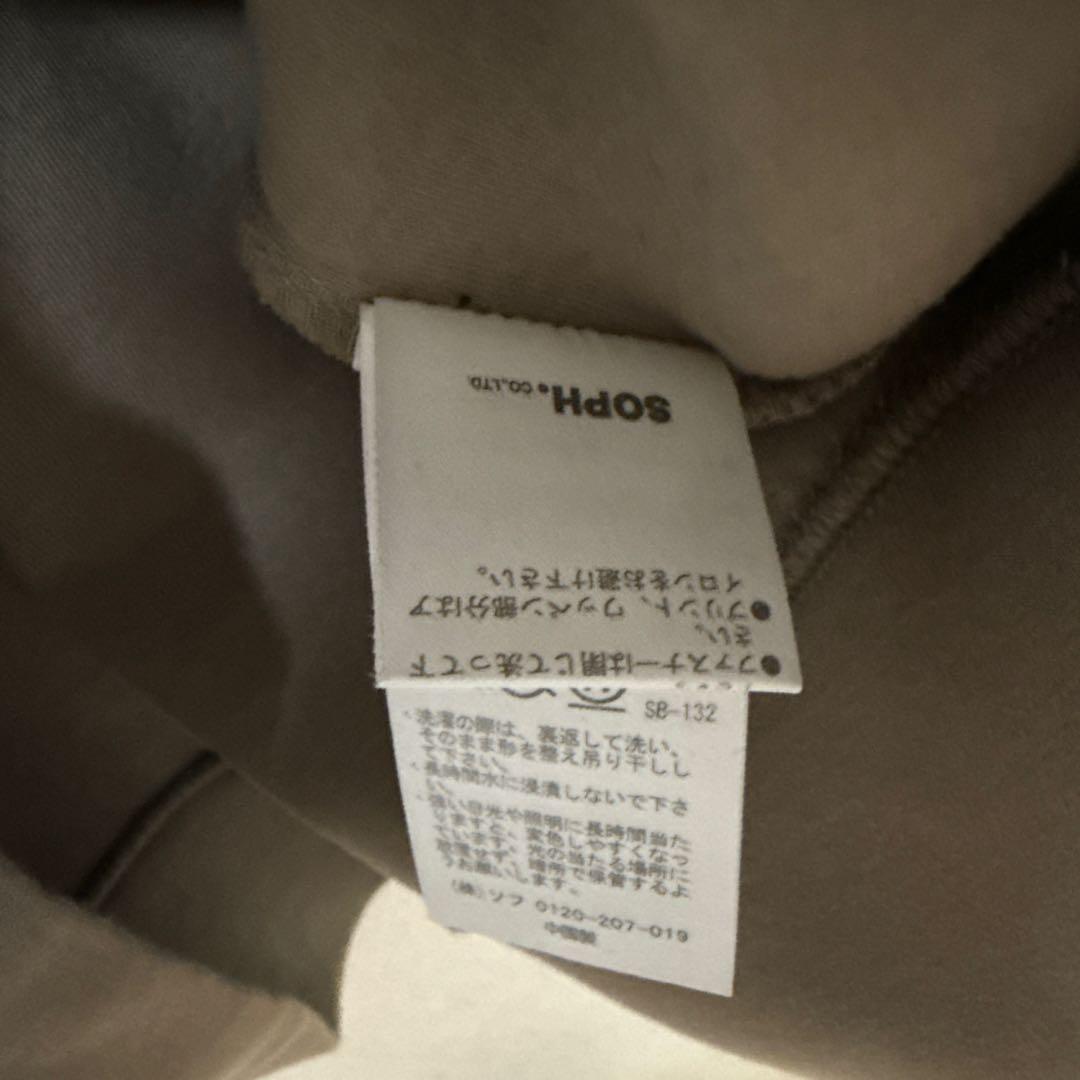 ●ファスナーは閉じて洗って下
さい。
●プリント、ワッペン部分はア
イロンをお避け下さい。
SOPH. CO.,LTD.
SB-132
・洗濯の際は、裏返して洗い、
そのまま形を整え吊り干しし
て下さい。
・長時間水に浸漬しないで下さ
い。
・強い日光や照明に長時間当た
りますと、変色しやすくなっ
ています。光の当たる場所に
放置せず、暗所で保管するよ
うお願いします。
(株)ソフ 0120-207-019
中国製